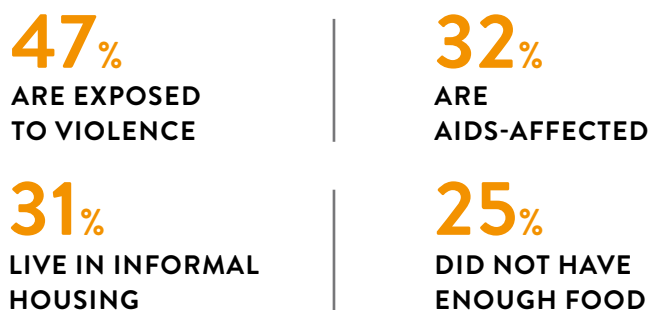 47%
ARE EXPOSED
TO VIOLENCE
32%
ARE
AIDS-AFFECTED
31%
LIVE IN INFORMAL
HOUSING
25%
DID NOT HAVE
ENOUGH FOOD